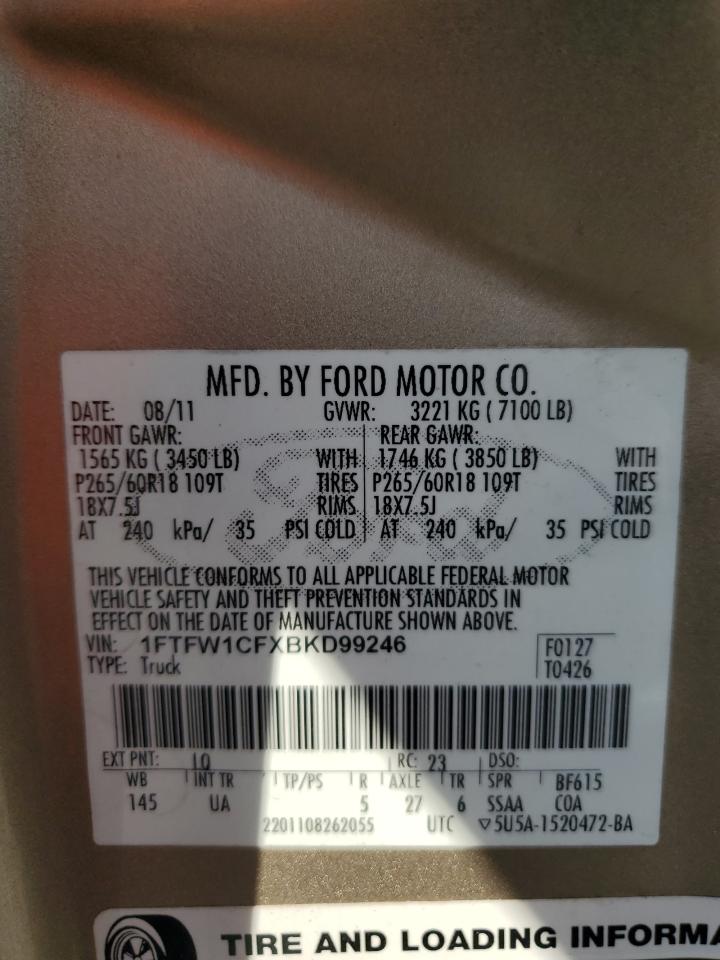 MFD. BY FORD MOTOR CO.
DATE: 08/11 GVWR: 3221 KG ( 7100 LB)
FRONT GAWR: REAR GAWR:
1565 KG ( 3450 LB) WITH 1746 KG ( 3850 LB) WITH
P265/60R18 109T TIRES P265/60R18 109T TIRES
18X7.5J RIMS 18X7.5J RIMS
AT 240 kPa/ 35 PSI COLD AT 240 kPa/ 35 PSI COLD
THIS VEHICLE CONFORMS TO ALL APPLICABLE FEDERAL MOTOR
VEHICLE SAFETY AND THEFT PREVENTION STANDARDS IN
EFFECT ON THE DATE OF MANUFACTURE SHOWN ABOVE.
VIN: 1FTFW1CFXBKD99246 F0127
TYPE: Truck T0426
EXT PNT: LQ RC: 23 DSO:
WB INT TR TP/PS R AXLE TR SPR BF615
145 UA 5 27 6 SSAA COA
2201108262055 UTC ▽5U5A-1520472-BA
TIRE AND LOADING INFORMA